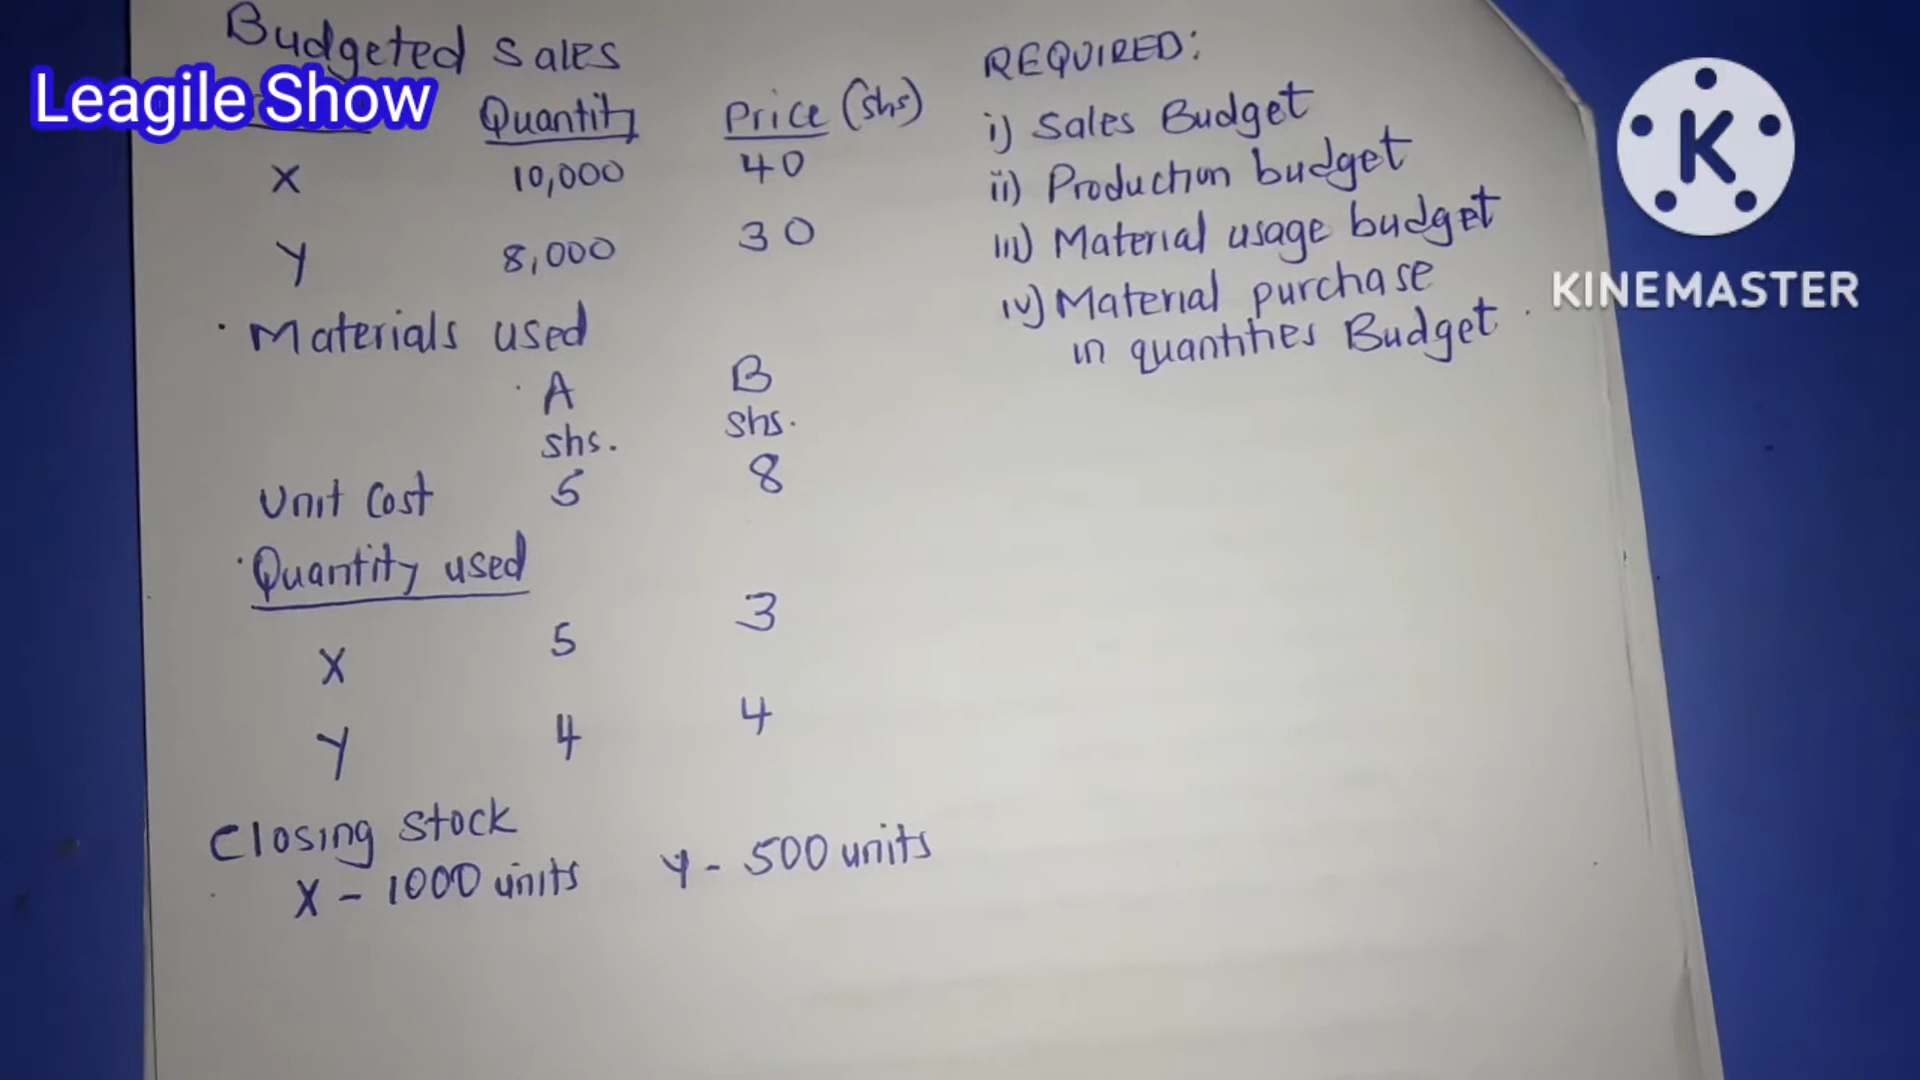 Budgeted Sales
Leagile Show
Quantity Price (shs)
X 10,000 40
Y 8,000 30
Materials used
A B
shs. shs.
Unit Cost 5 8
Quantity used
X 5 3
Y 4 4
Closing stock
X - 1000 units Y - 500 units
REQUIRED:
i) Sales Budget
ii) Production budget
iii) Material usage budget
iv) Material purchase
in quantities Budget
K
KINEMASTER